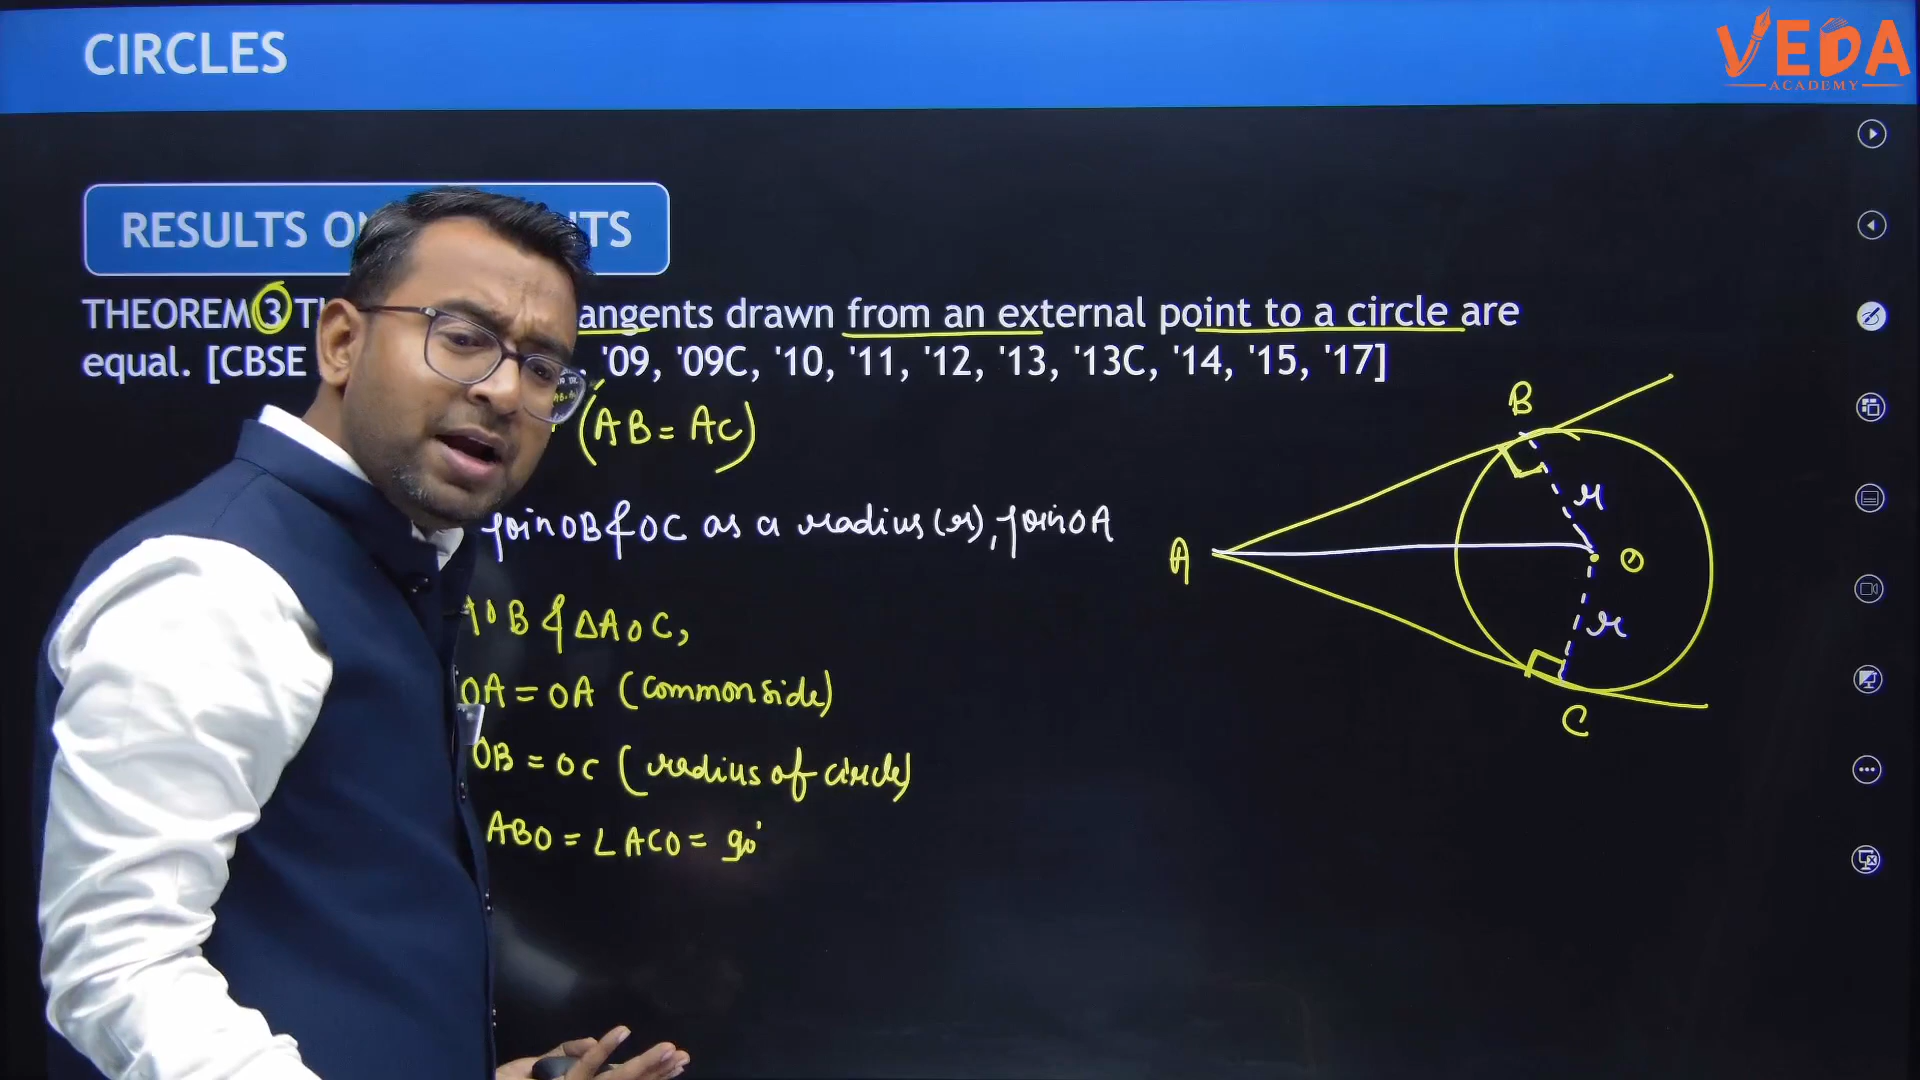 CIRCLES
VEDA
ACADEMY
RESULTS
THEOREM 3 tangents drawn from an external point to a circle are
equal. [CBSE '09, '09C, '10, '11, '12, '13, '13C, '14, '15, '17]
(AB = AC)
Join OB & OC as a radius (r), Join OA
AOB & ΔAOC,
OA = OA (Common side)
OB = OC (radius of circle)
ABO = ∠ACO = 90°
A
B
r
O
r
C